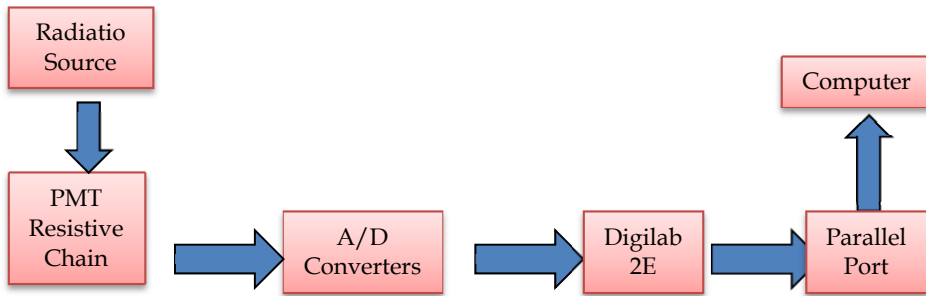 Radiatio
Source
Computer
PMT
Resistive
Chain
A/D
Converters
Digilab
2E
Parallel
Port